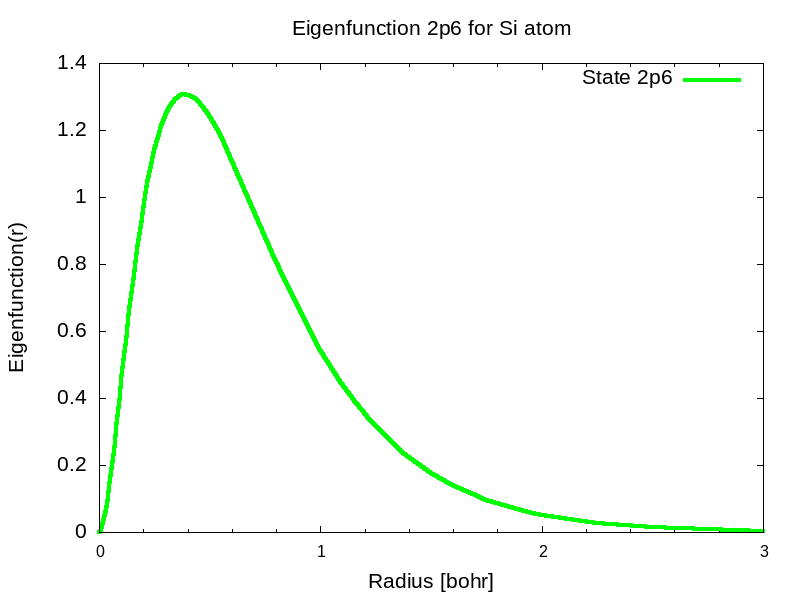 Eigenfunction 2p6 for Si atom
State 2p6
1.4
1.2
1
0.8
0.6
0.4
0.2
0
Eigenfunction(r)
0 1 2 3
Radius [bohr]